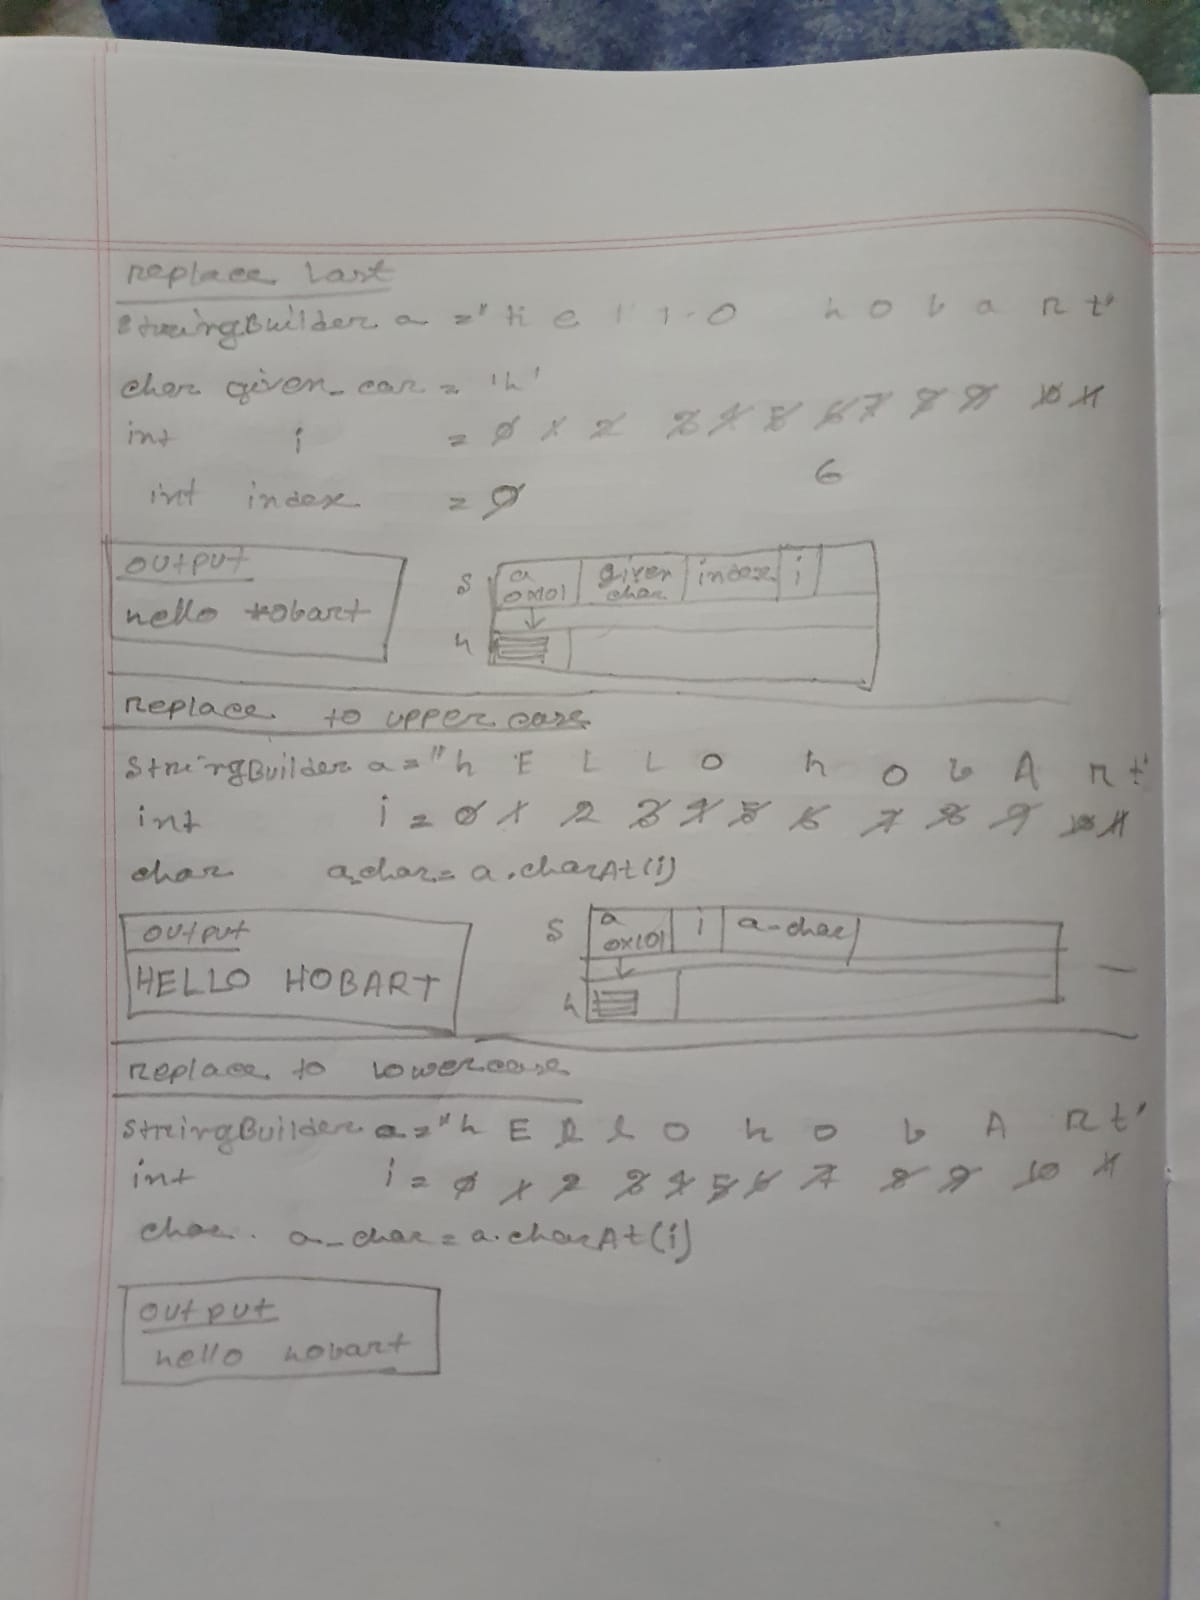 replace last
StringBuilder a = "H e l l o h o b a r t"
char given_car = 'h'
int i = 0 1 2 3 4 5 6 7 8 9 10 11
6
int index = 0
output
hello *obart
S a 0x101 given char index i
h
Replace to upper case
StringBuilder a = "h E L L O h o b A r t"
int i = 0 1 2 3 4 5 6 7 8 9 10 11
char a_char = a.charAt(i)
output
HELLO HOBART
S a 0x101 i a-char
h
replace to Lowercase
StringBuilder a = "h E l l o h o b A R t"
int i = 0 1 2 3 4 5 6 7 8 9 10 11
char. a_char = a.charAt(i)
output
hello hobart